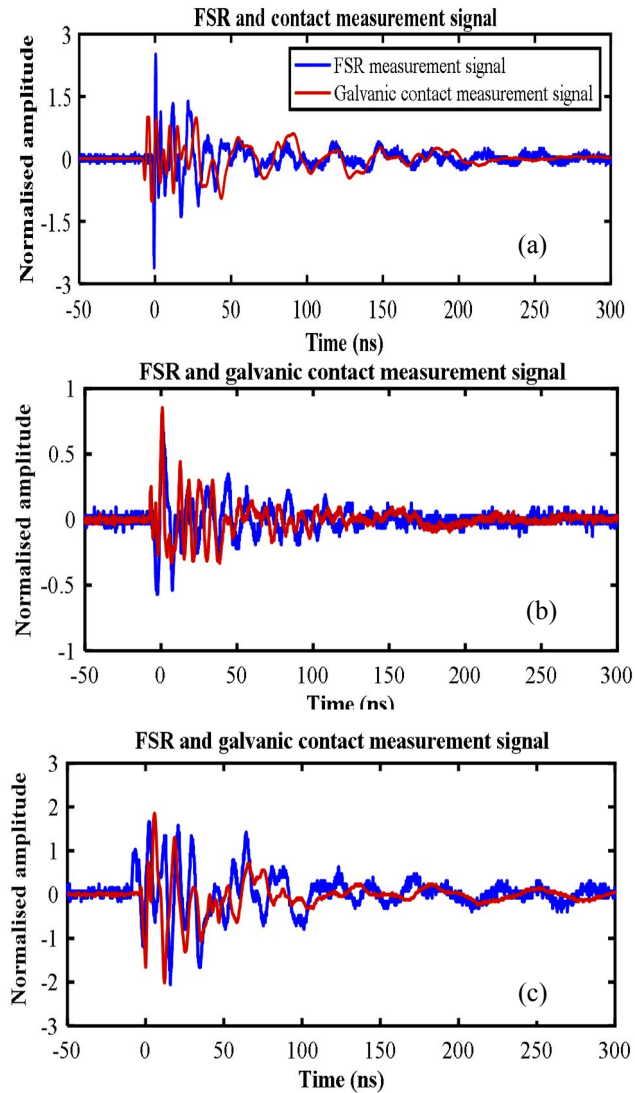 FSR and contact measurement signal
3
FSR measurement signal
Galvanic contact measurement signal
1.5
0
-1.5
-3
Normalised amplitude
(a)
-50 0 50 100 150 200 250 300
Time (ns)
FSR and galvanic contact measurement signal
1
0.5
0
-0.5
-1
Normalised amplitude
(b)
-50 0 50 100 150 200 250 300
Time (ns)
FSR and galvanic contact measurement signal
3
2
1
0
-1
-2
-3
Normalised amplitude
(c)
-50 0 50 100 150 200 250 300
Time (ns)